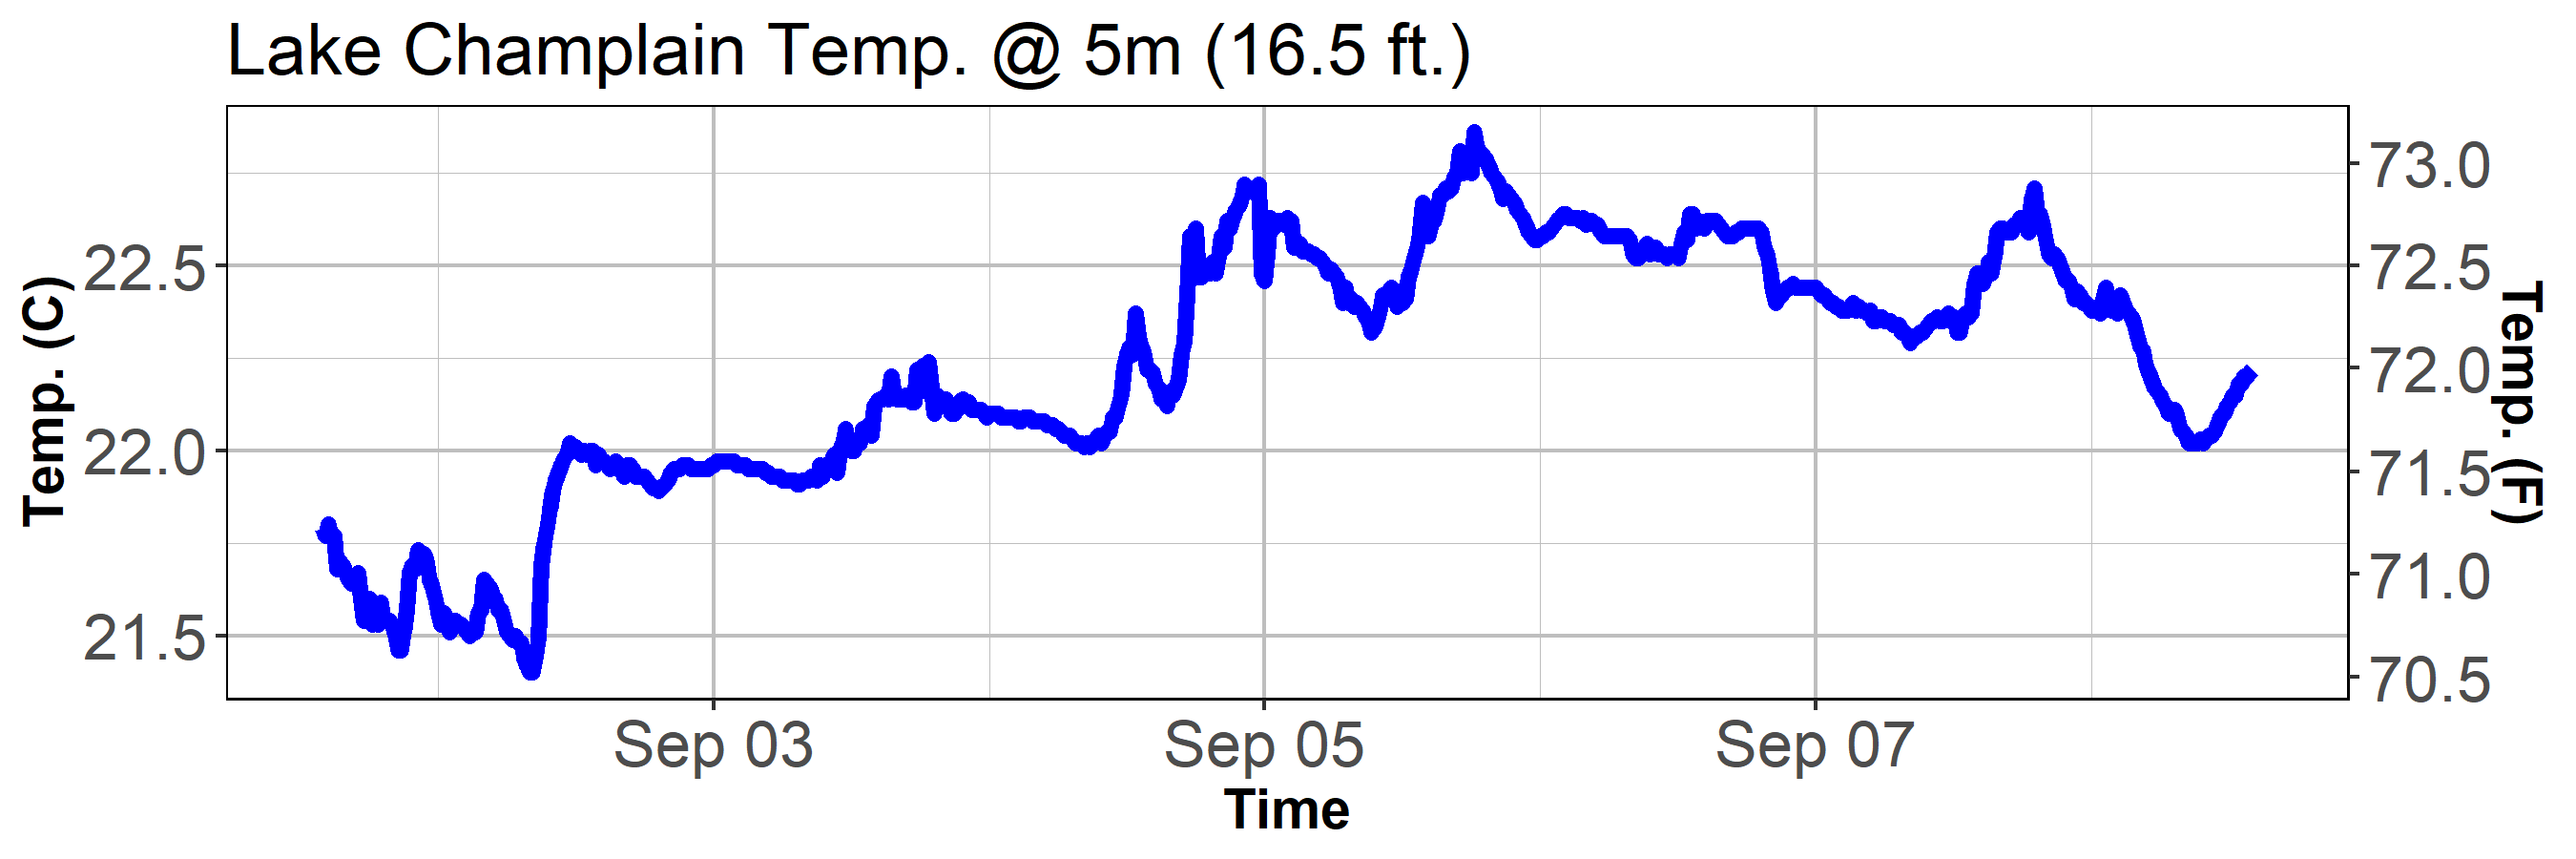 Lake Champlain Temp. @ 5m (16.5 ft.)
Temp. (C)
22.5
22.0
21.5
73.0
72.5
72.0
71.5
71.0
70.5
Temp. (F)
Sep 03 Sep 05 Sep 07
Time